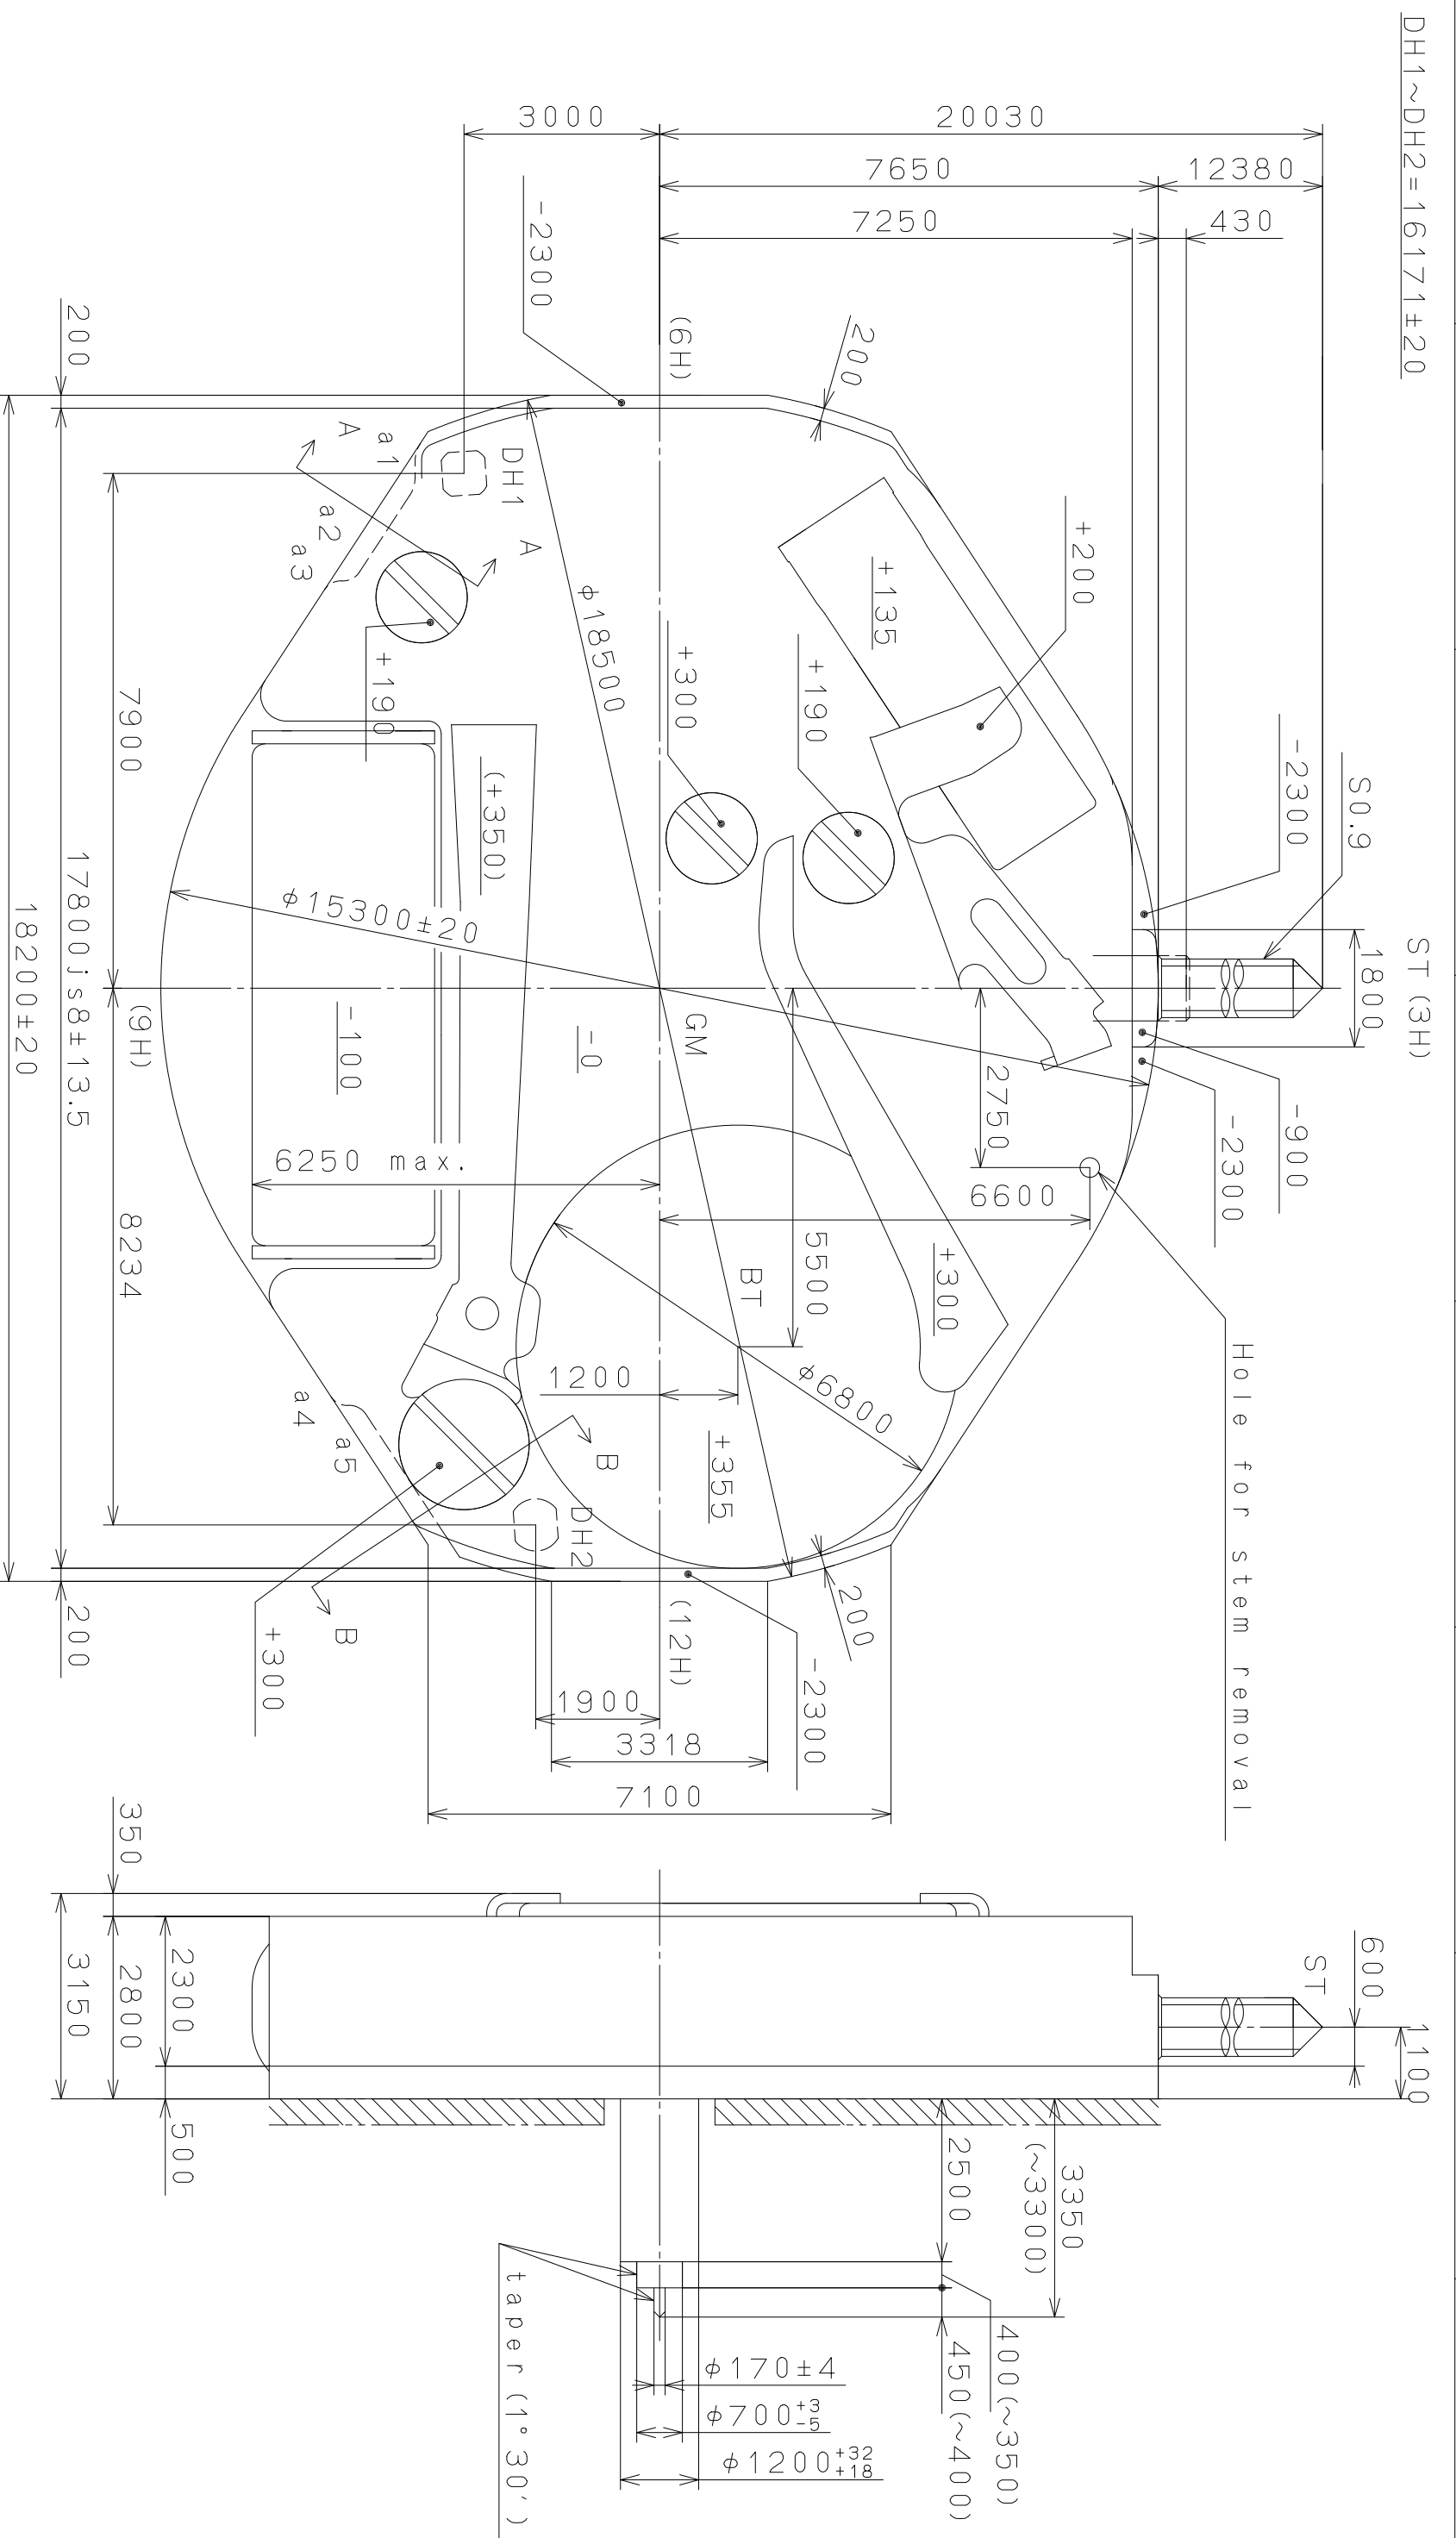 DH1~DH2=16171±20
20030
3000
7650
12380
7250
430
-2300
(6H)
200
200
DH1
A
a1
a2
a3
A
φ18500
+200
+135
+190
+300
+190
-2300
S0.9
ST (3H)
1800
7900
(+350)
φ15300±20
17800js8±13.5
18200±20
(9H)
-100
-0
GM
2750
-900
-2300
6600
6250 max.
8234
5500
BT
+300
Hole for stem removal
1200
φ6800
a4
a5
B
+355
DH2
B
200
+300
200
(12H)
-2300
1900
3318
7100
350
3150
2800
2300
500
ST
600
1100
2500
3350
(~3300)
400(~350)
450(~400)
φ170±4
φ700 +3 -5
φ1200 +32 +18
taper(1°30′)